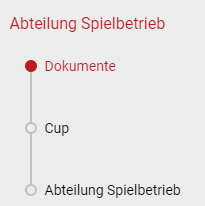 Abteilung Spielbetrieb
Dokumente
Cup
Abteilung Spielbetrieb